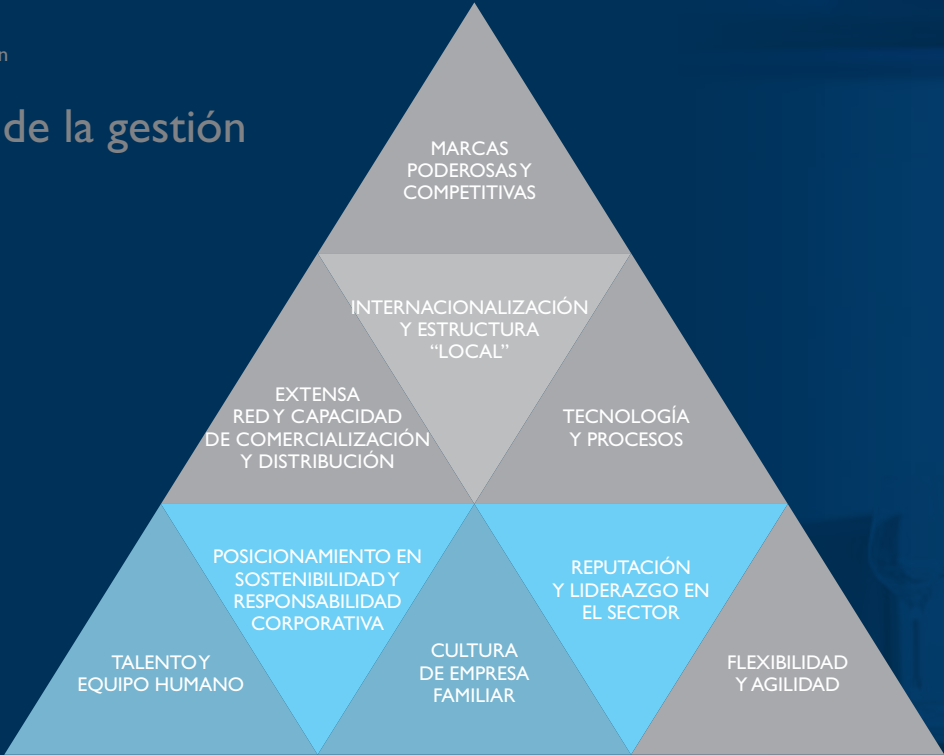 n
de la gestión
MARCAS
PODEROSAS Y
COMPETITIVAS
INTERNACIONALIZACIÓN
Y ESTRUCTURA
“LOCAL”
EXTENSA
RED Y CAPACIDAD
DE COMERCIALIZACIÓN
Y DISTRIBUCIÓN
TECNOLOGÍA
Y PROCESOS
POSICIONAMIENTO EN
SOSTENIBILIDAD Y
RESPONSABILIDAD
CORPORATIVA
REPUTACIÓN
Y LIDERAZGO EN
EL SECTOR
TALENTO Y
EQUIPO HUMANO
CULTURA
DE EMPRESA
FAMILIAR
FLEXIBILIDAD
Y AGILIDAD